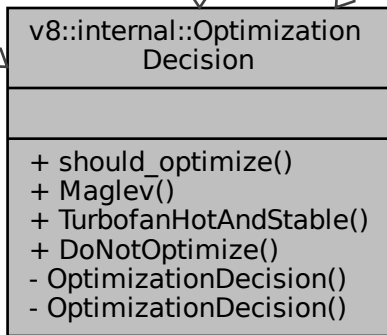 v8::internal::Optimization
Decision
+ should_optimize()
+ Maglev()
+ TurbofanHotAndStable()
+ DoNotOptimize()
- OptimizationDecision()
- OptimizationDecision()